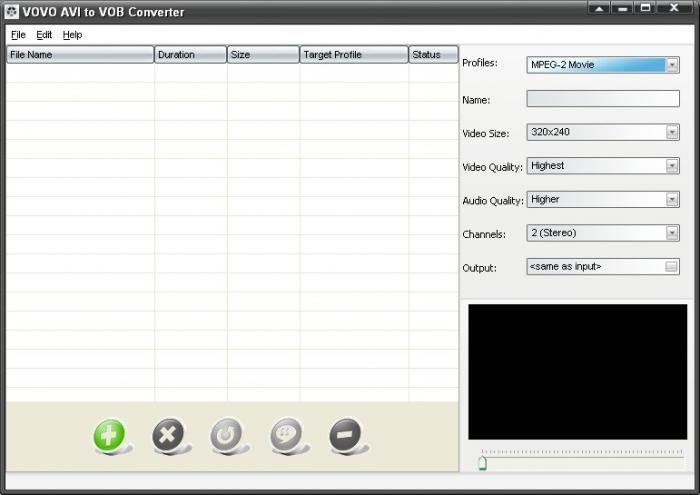 VOVO AVI to VOB Converter
File Edit Help
File Name Duration Size Target Profile Status
Profiles: MPEG-2 Movie
Name:
Video Size: 320x240
Video Quality: Highest
Audio Quality: Higher
Channels: 2 (Stereo)
Output: <same as input>